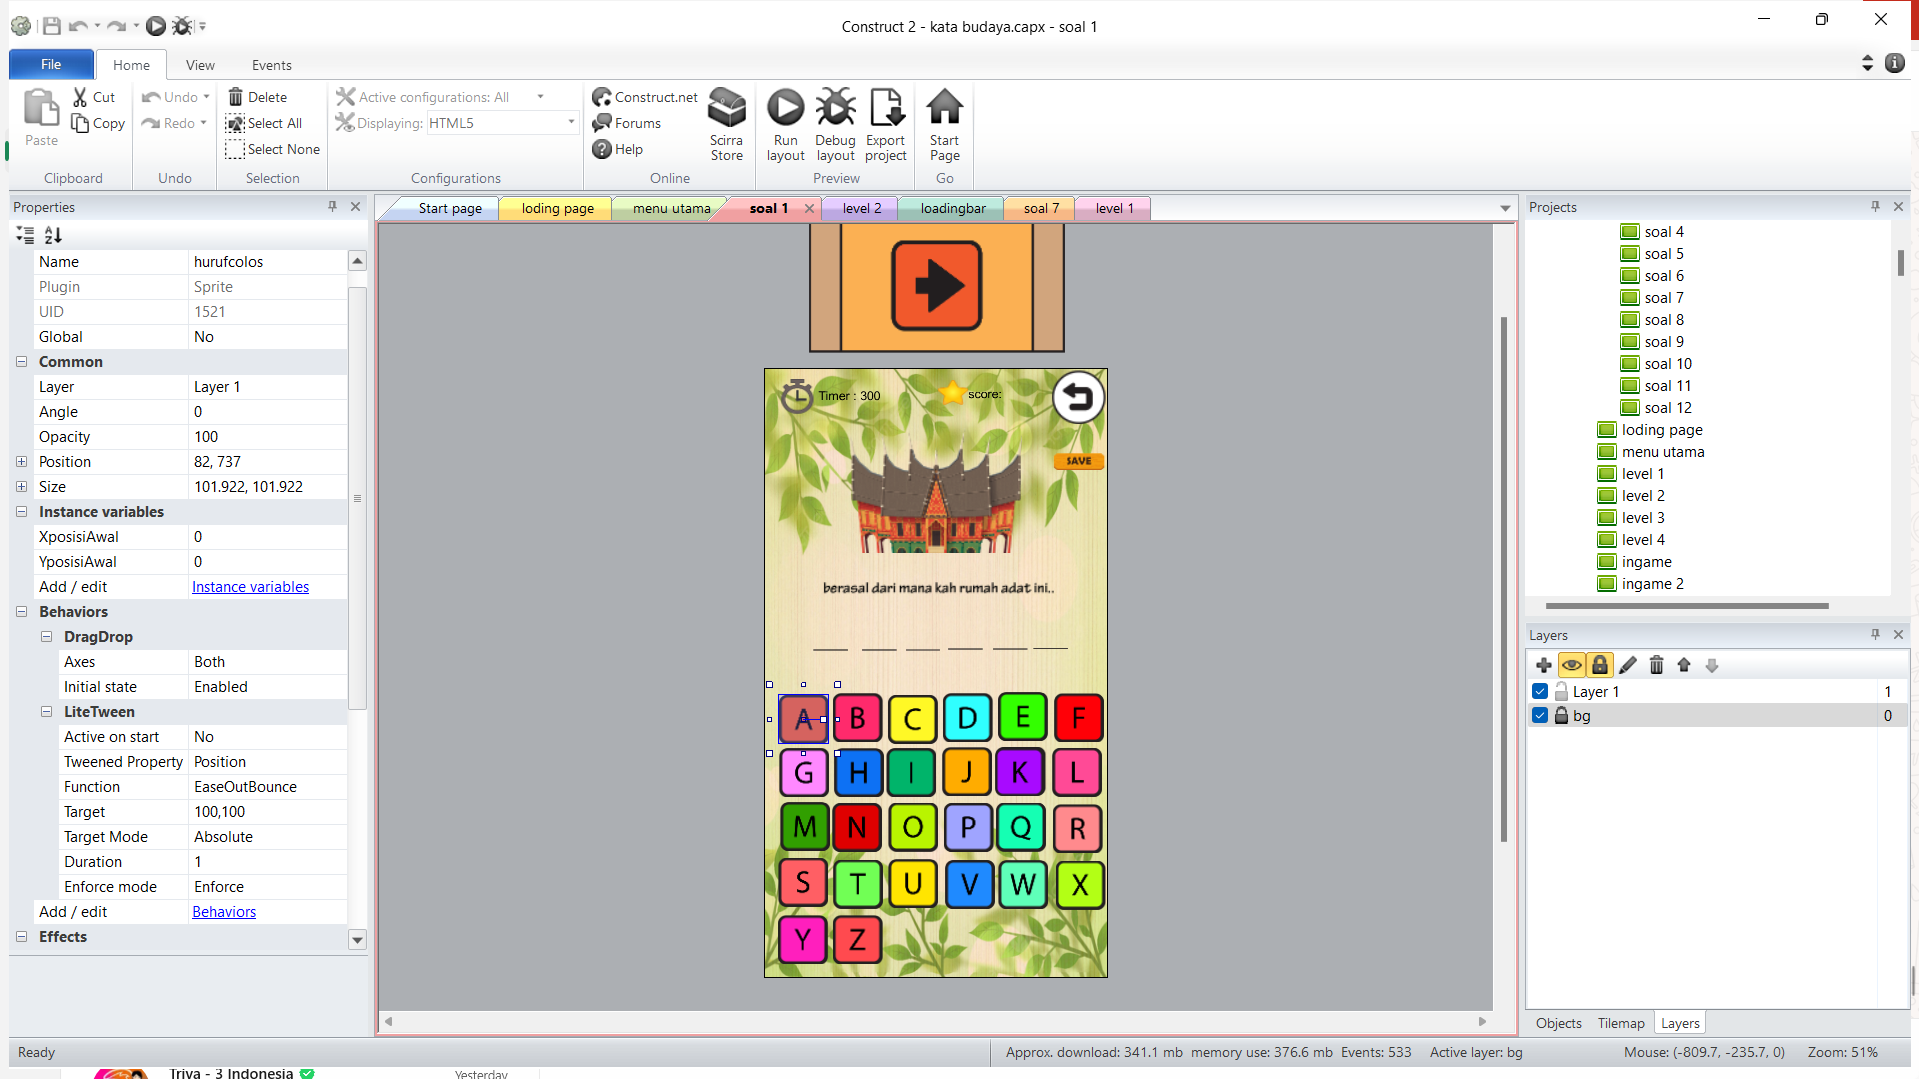 Construct 2 - kata budaya.capx - soal 1
File
Home
View
Events
Paste
Cut
Copy
Clipboard
Undo
Redo
Undo
Delete
Select All
Select None
Selection
Active configurations: All
Displaying: HTML5
Configurations
Construct.net
Forums
Help
Scirra Store
Online
Run layout
Debug layout
Export project
Preview
Start Page
Go
Properties
Name hurufcolos
Plugin Sprite
UID 1521
Global No
Common
Layer Layer 1
Angle 0
Opacity 100
Position 82, 737
Size 101.922, 101.922
Instance variables
XposisiAwal 0
YposisiAwal 0
Add / edit Instance variables
Behaviors
DragDrop
Axes Both
Initial state Enabled
LiteTween
Active on start No
Tweened Property Position
Function EaseOutBounce
Target 100,100
Target Mode Absolute
Duration 1
Enforce mode Enforce
Add / edit Behaviors
Effects
Start page
loding page
menu utama
soal 1
level 2
loadingbar
soal 7
level 1
Timer : 300
score:
SAVE
berasal dari mana kah rumah adat ini..
A B C D E F
G H I J K L
M N O P Q R
S T U V W X
Y Z
Projects
soal 4
soal 5
soal 6
soal 7
soal 8
soal 9
soal 10
soal 11
soal 12
loding page
menu utama
level 1
level 2
level 3
level 4
ingame
ingame 2
Layers
Layer 1 1
bg 0
Objects
Tilemap
Layers
Ready
Approx. download: 341.1 mb memory use: 376.6 mb Events: 533 Active layer: bg Mouse: (-809.7, -235.7, 0) Zoom: 51%
Triva - 3 Indonesia
Yesterday